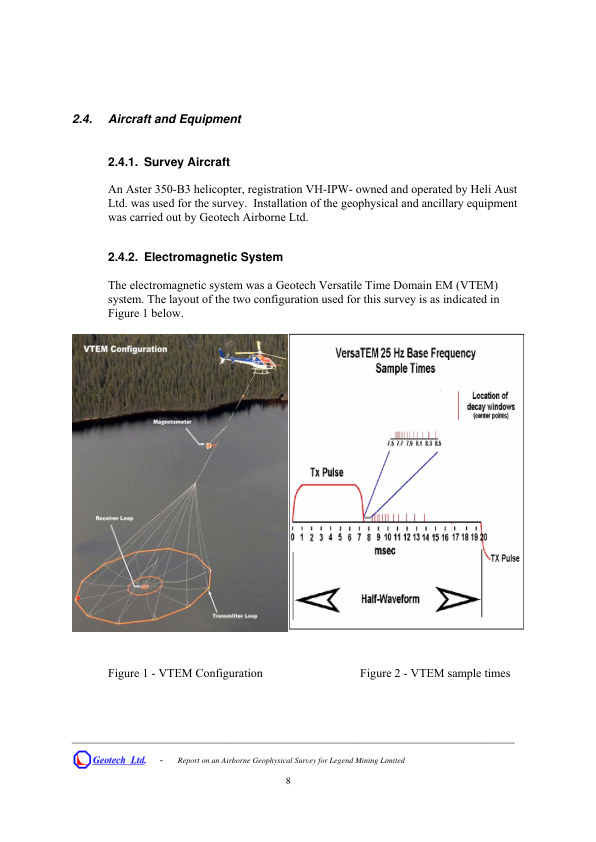 2.4. Aircraft and Equipment
2.4.1. Survey Aircraft
An Aster 350-B3 helicopter, registration VH-IPW- owned and operated by Heli Aust
Ltd. was used for the survey.  Installation of the geophysical and ancillary equipment
was carried out by Geotech Airborne Ltd.
2.4.2. Electromagnetic System
The electromagnetic system was a Geotech Versatile Time Domain EM (VTEM)
system. The layout of the two configuration used for this survey is as indicated in
Figure 1 below.
VTEM Configuration
Magnetometer
Receiver Loop
Transmitter Loop
VersaTEM 25 Hz Base Frequency
Sample Times
Location of
decay windows
(center points)
7.5 7.7 7.9 8.1 8.3 8.5
Tx Pulse
0 1 2 3 4 5 6 7 8 9 10 11 12 13 14 15 16 17 18 19 20
msec
TX Pulse
Half-Waveform
Figure 1 - VTEM Configuration
Figure 2 - VTEM sample times
Geotech Ltd. - Report on an Airborne Geophysical Survey for Legend Mining Limited
8